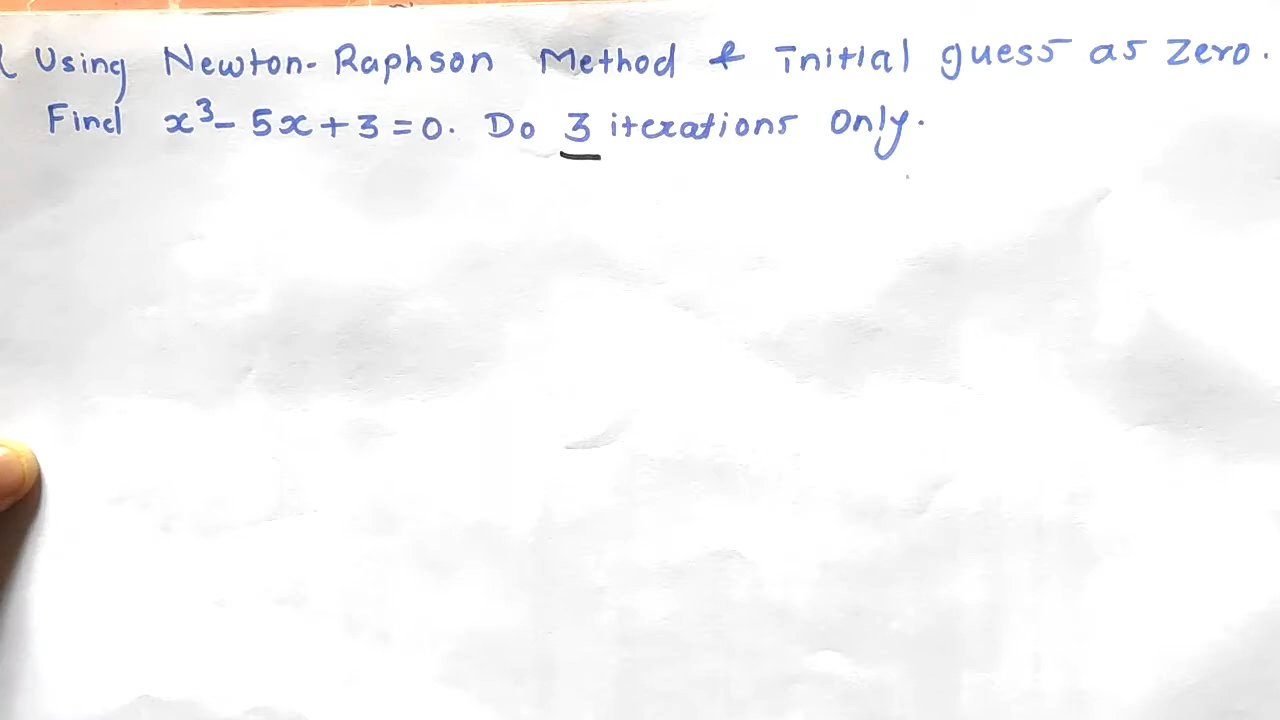 Using Newton-Raphson Method & initial guess as zero.
Find x³- 5x+3=0. Do 3 iterations only.